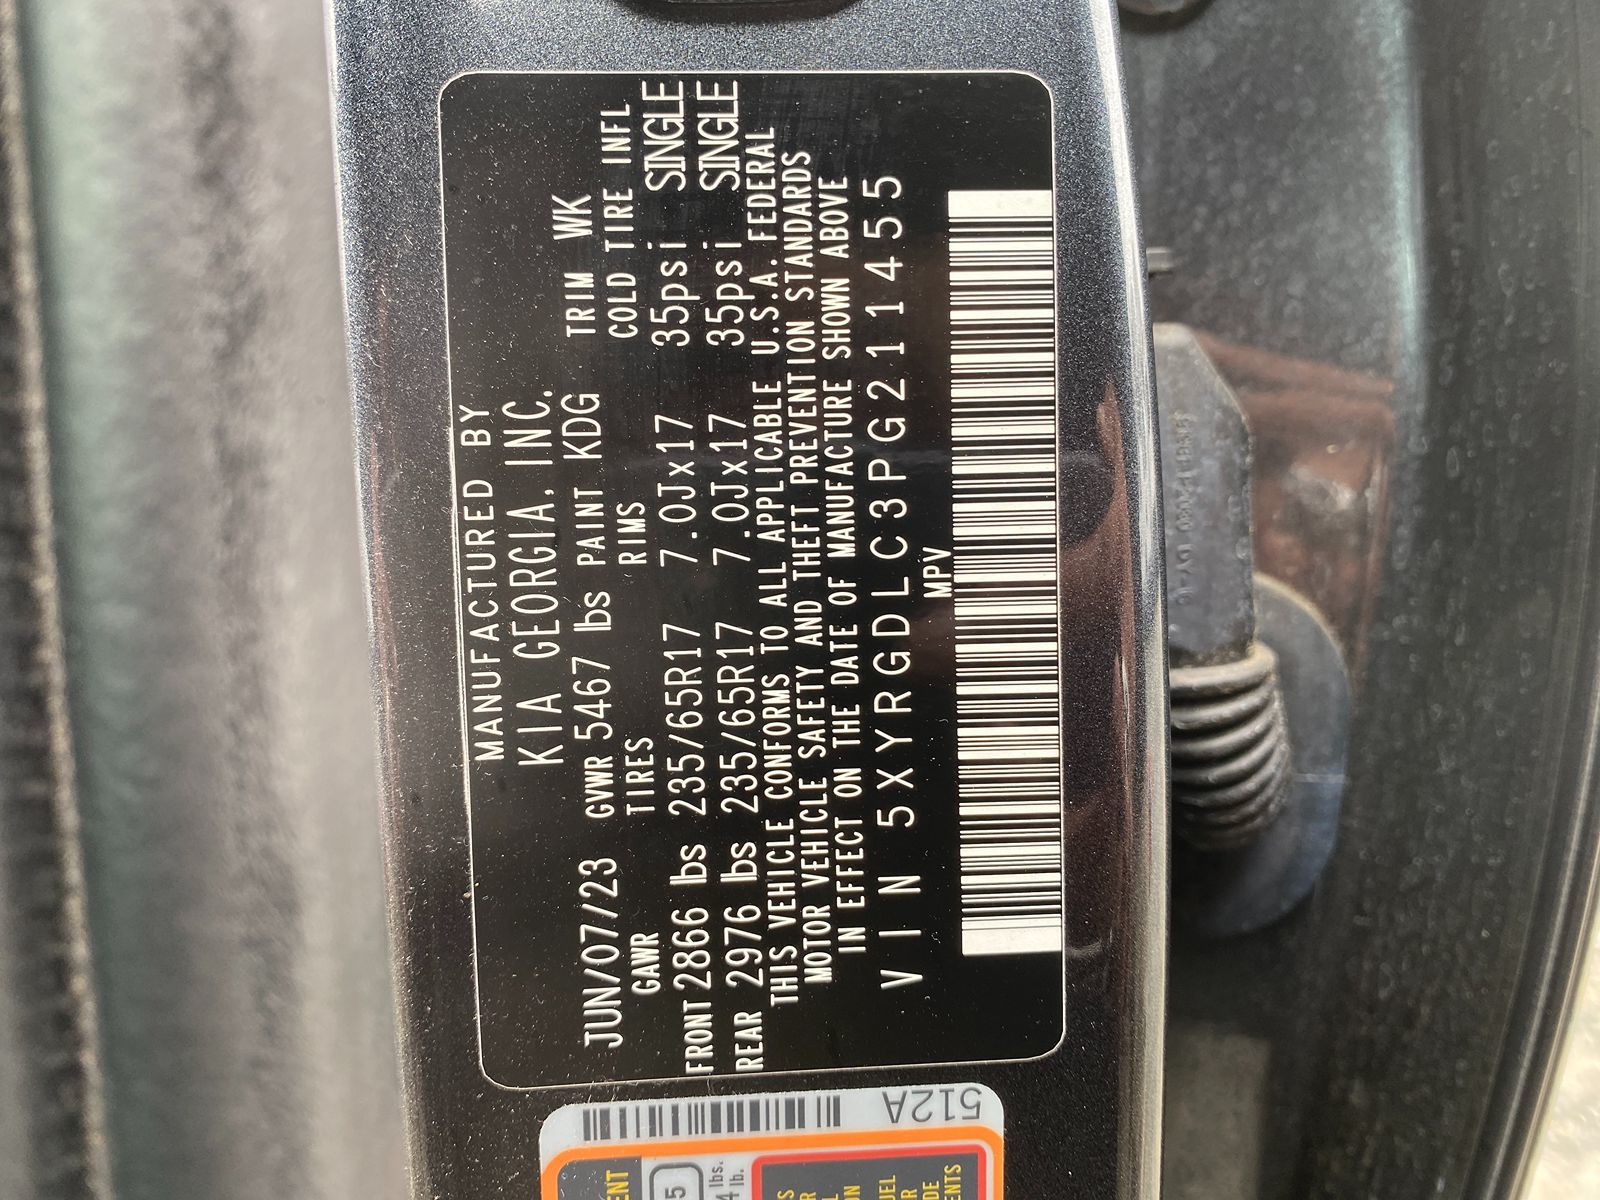 MANUFACTURED BY
KIA GEORGIA, INC.
JUN/07/23 GVWR 5467 lbs PAINT KDG TRIM WK
GAWR TIRES RIMS COLD TIRE INFL
FRONT 2866 lbs 235/65R17 7.0Jx17 35psi SINGLE
REAR 2976 lbs 235/65R17 7.0Jx17 35psi SINGLE
THIS VEHICLE CONFORMS TO ALL APPLICABLE U.S.A. FEDERAL
MOTOR VEHICLE SAFETY AND THEFT PREVENTION STANDARDS
IN EFFECT ON THE DATE OF MANUFACTURE SHOWN ABOVE
VIN 5XYRGDLC3PG211455
MPV
512A